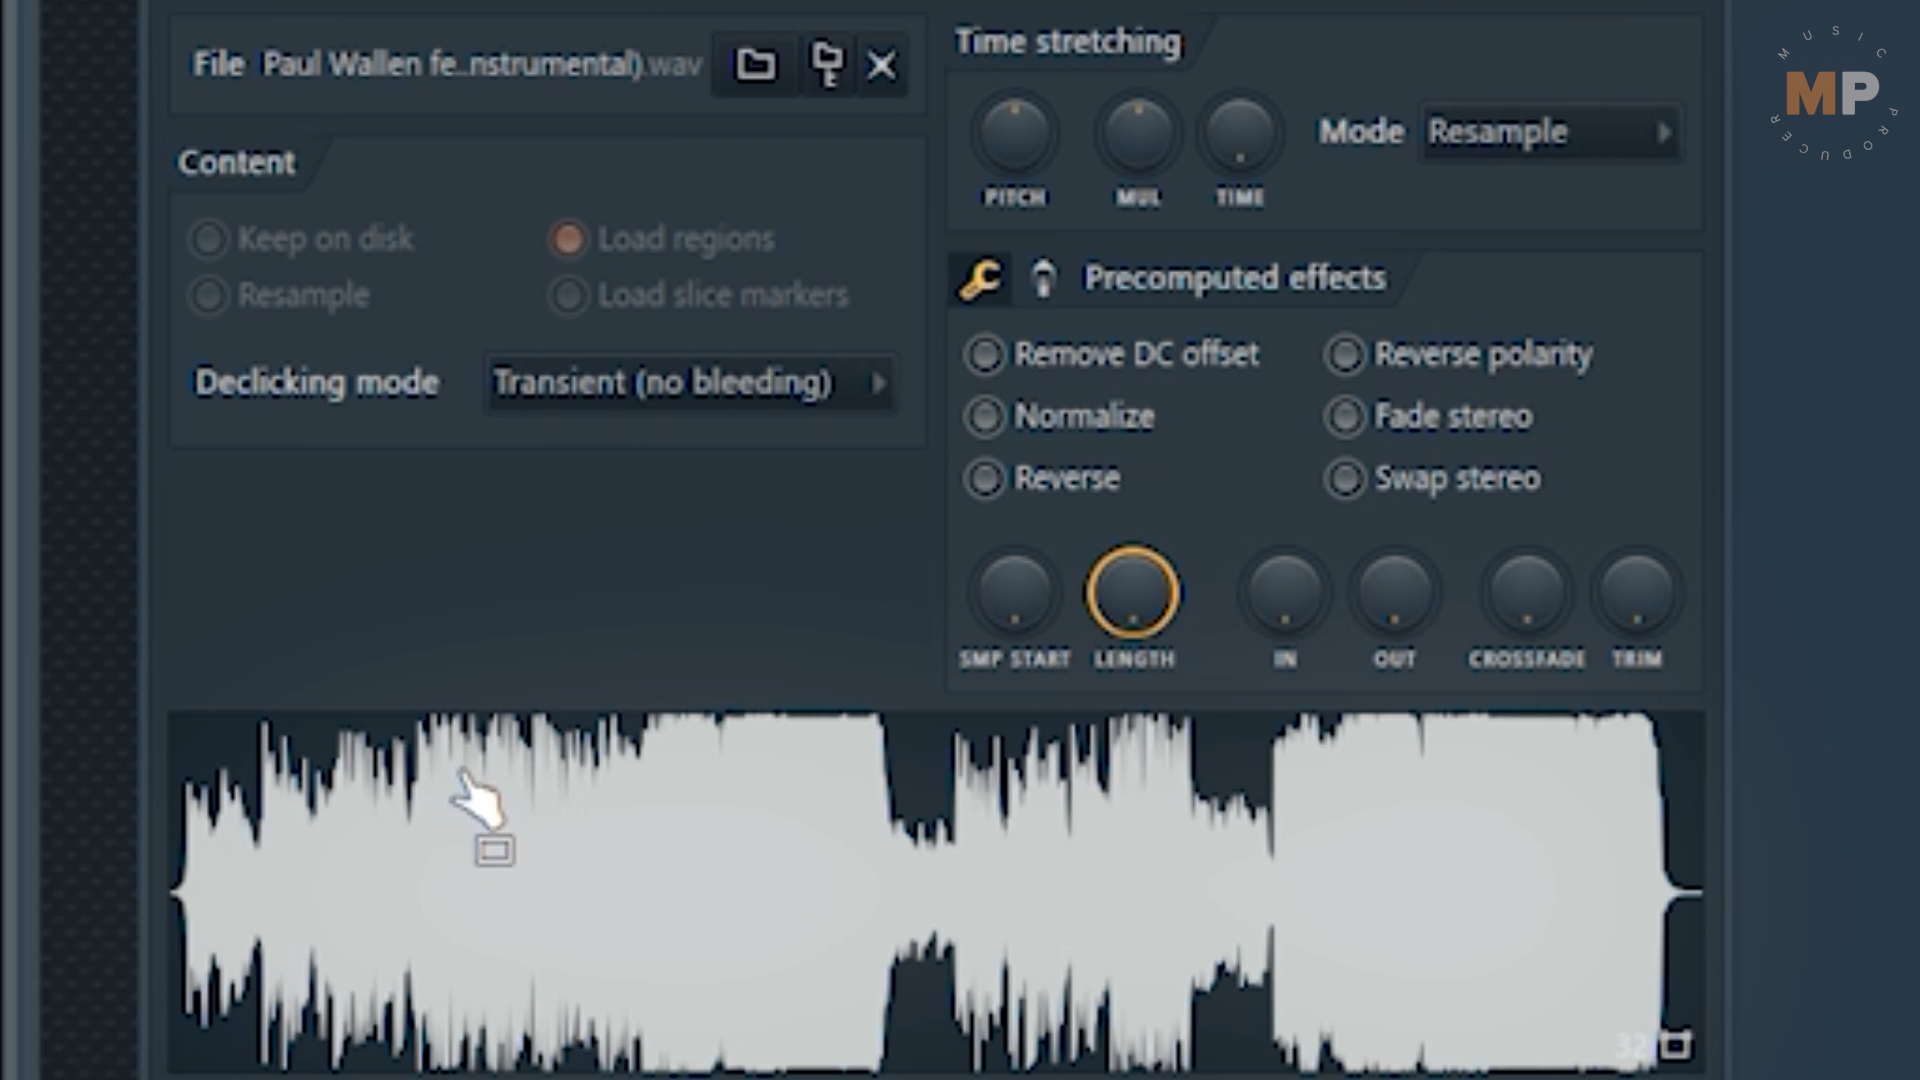 File Paul Wallen fe..nstrumental).wav
Content
Keep on disk
Load regions
Resample
Load slice markers
Declicking mode Transient (no bleeding)
Time stretching
PITCH MUL TIME
Mode Resample
Precomputed effects
Remove DC offset
Reverse polarity
Normalize
Fade stereo
Reverse
Swap stereo
SMP START LENGTH IN OUT CROSSFADE TRIM
32
MUSIC
MP
PRODUCER